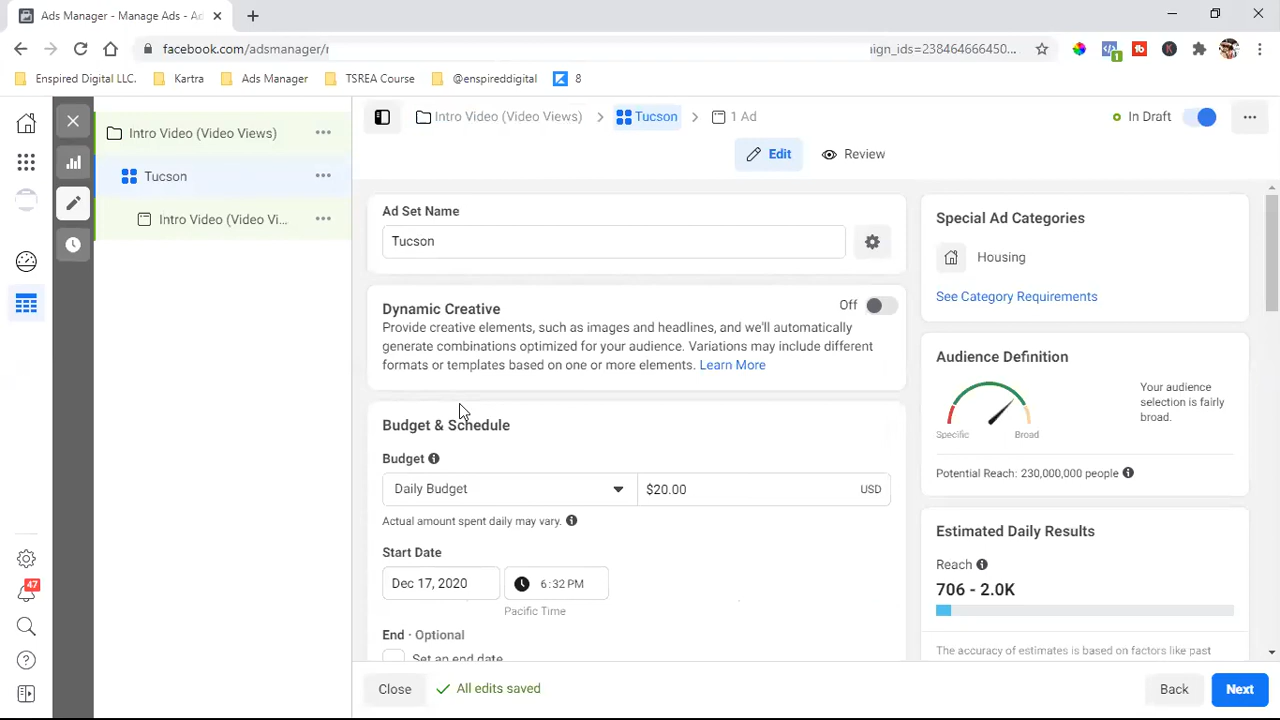 Ads Manager - Manage Ads - Ad
facebook.com/adsmanager/
aign_ids=238464666450...
Enspired Digital LLC.
Kartra
Ads Manager
TSREA Course
@enspireddigital
8
1
Intro Video (Video Views)
Tucson
Intro Video (Video Vi...
Intro Video (Video Views)
Tucson
1 Ad
In Draft
Edit
Review
Ad Set Name
Tucson
Dynamic Creative
Off
Provide creative elements, such as images and headlines, and we'll automatically
generate combinations optimized for your audience. Variations may include different
formats or templates based on one or more elements. Learn More
Budget & Schedule
Budget
Daily Budget
$20.00
USD
Actual amount spent daily may vary.
Start Date
Dec 17, 2020
6:32 PM
Pacific Time
End · Optional
Set an end date
Special Ad Categories
Housing
See Category Requirements
Audience Definition
Your audience
selection is fairly
broad.
Specific
Broad
Potential Reach: 230,000,000 people
Estimated Daily Results
Reach
706 - 2.0K
The accuracy of estimates is based on factors like past
47
Close
All edits saved
Back
Next